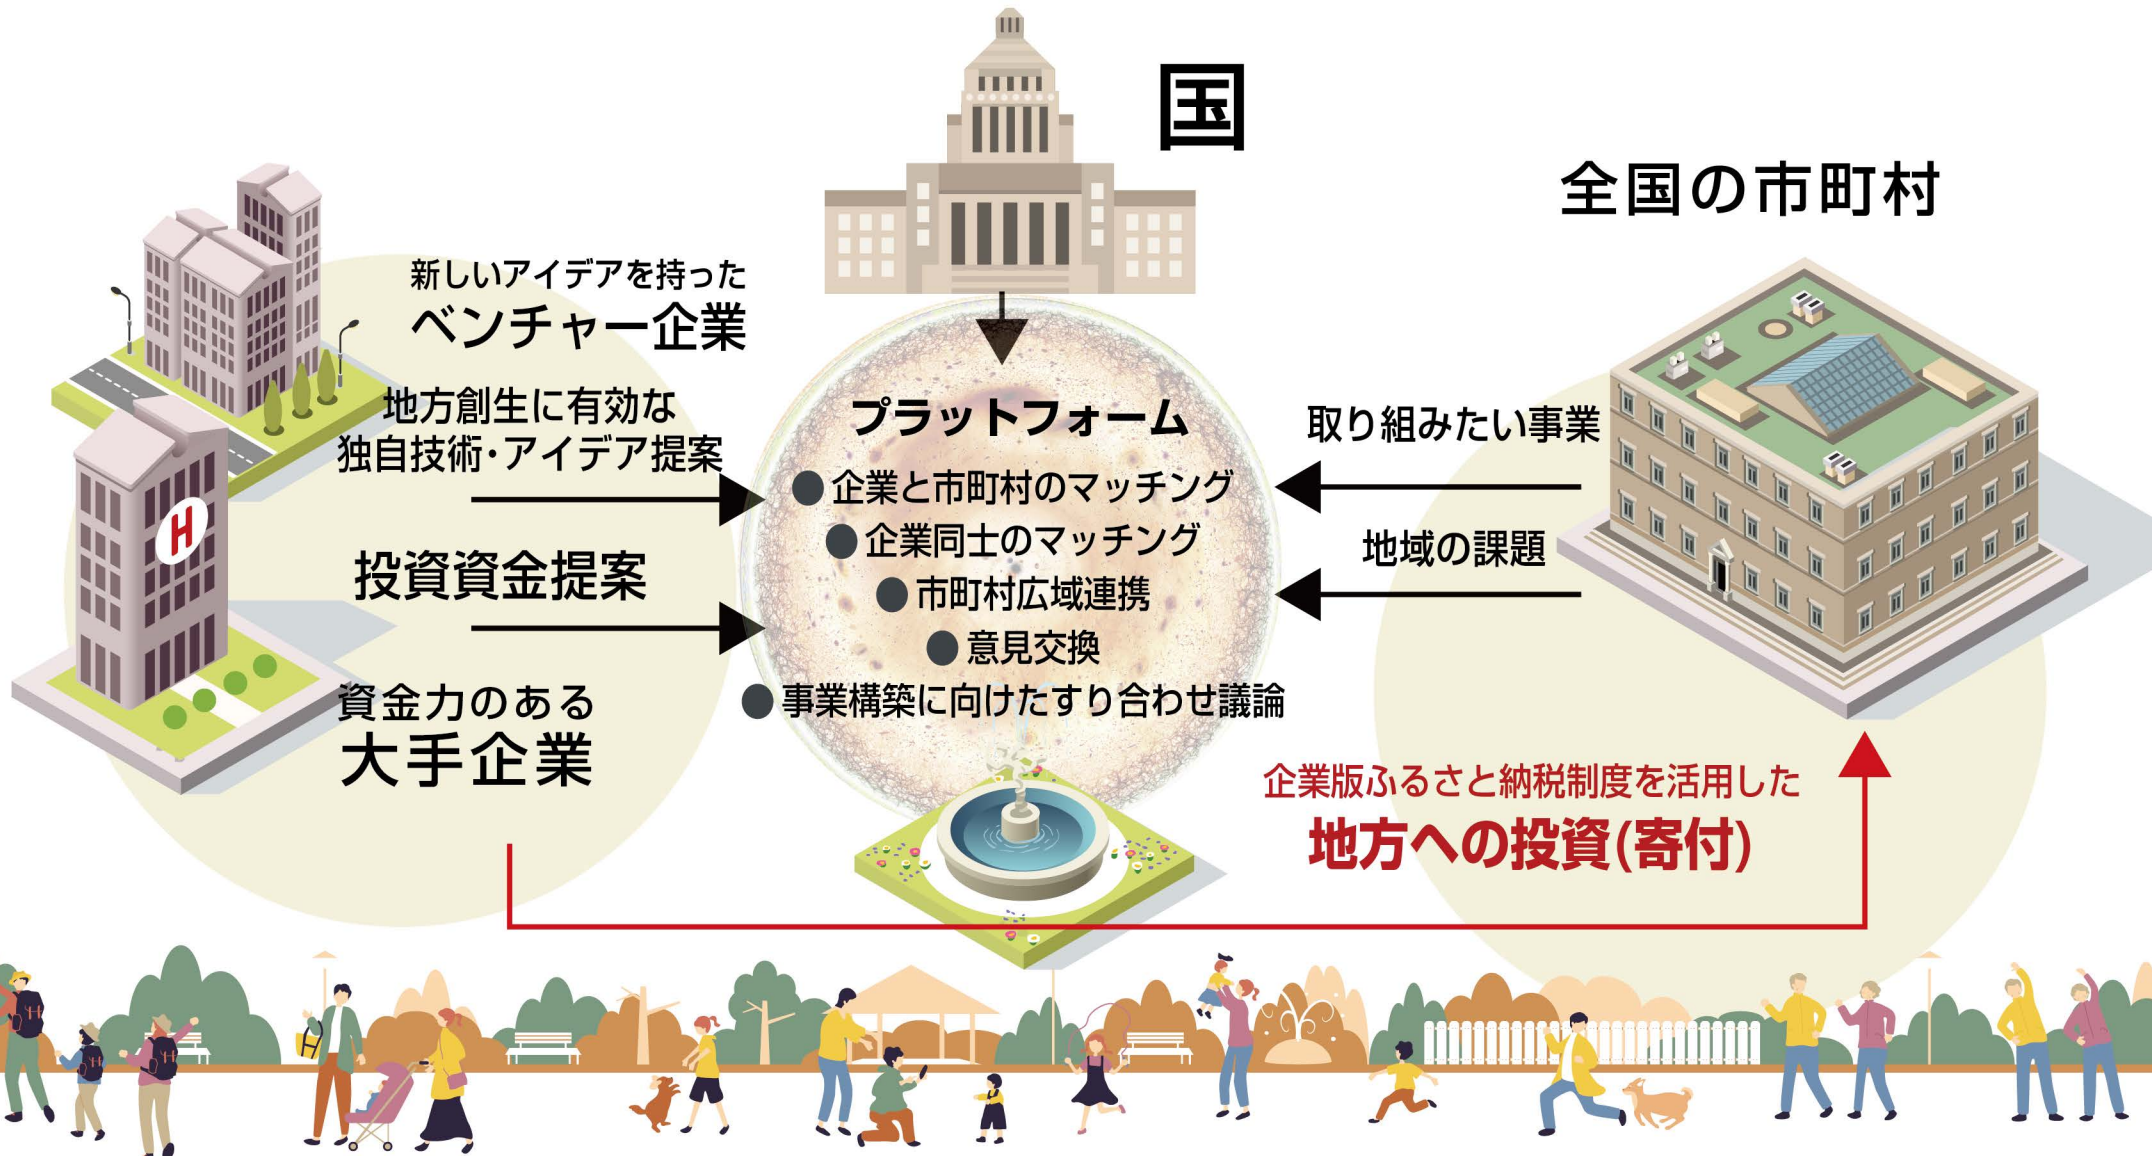 国
全国の市町村
新しいアイデアを持った
ベンチャー企業
地方創生に有効な
独自技術・アイデア提案
投資資金提案
資金力のある
大手企業
H
プラットフォーム
●企業と市町村のマッチング
●企業同士のマッチング
●市町村広域連携
●意見交換
●事業構築に向けたすり合わせ議論
取り組みたい事業
地域の課題
企業版ふるさと納税制度を活用した
地方への投資(寄付)
H
H
H
H